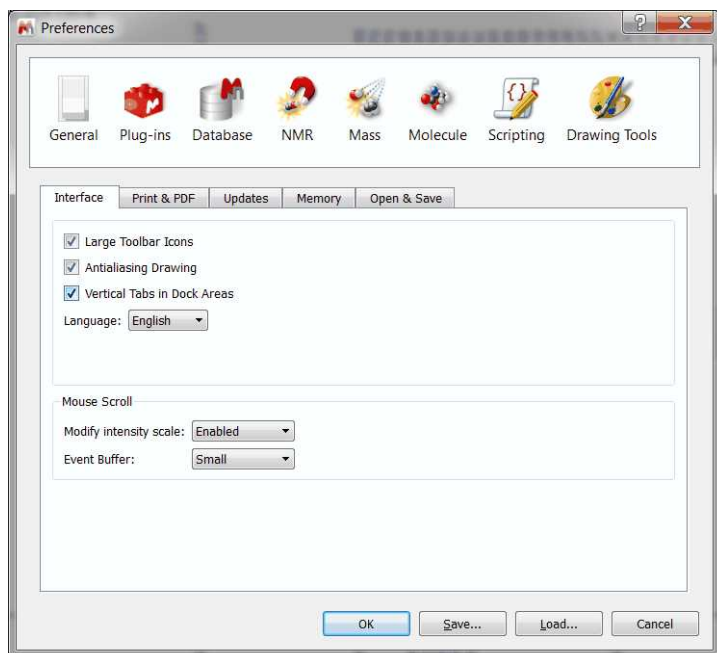 Preferences
General Plug-ins Database NMR Mass Molecule Scripting Drawing Tools
Interface Print & PDF Updates Memory Open & Save
Large Toolbar Icons
Antialiasing Drawing
Vertical Tabs in Dock Areas
Language: English
Mouse Scroll
Modify intensity scale: Enabled
Event Buffer: Small
OK Save... Load... Cancel